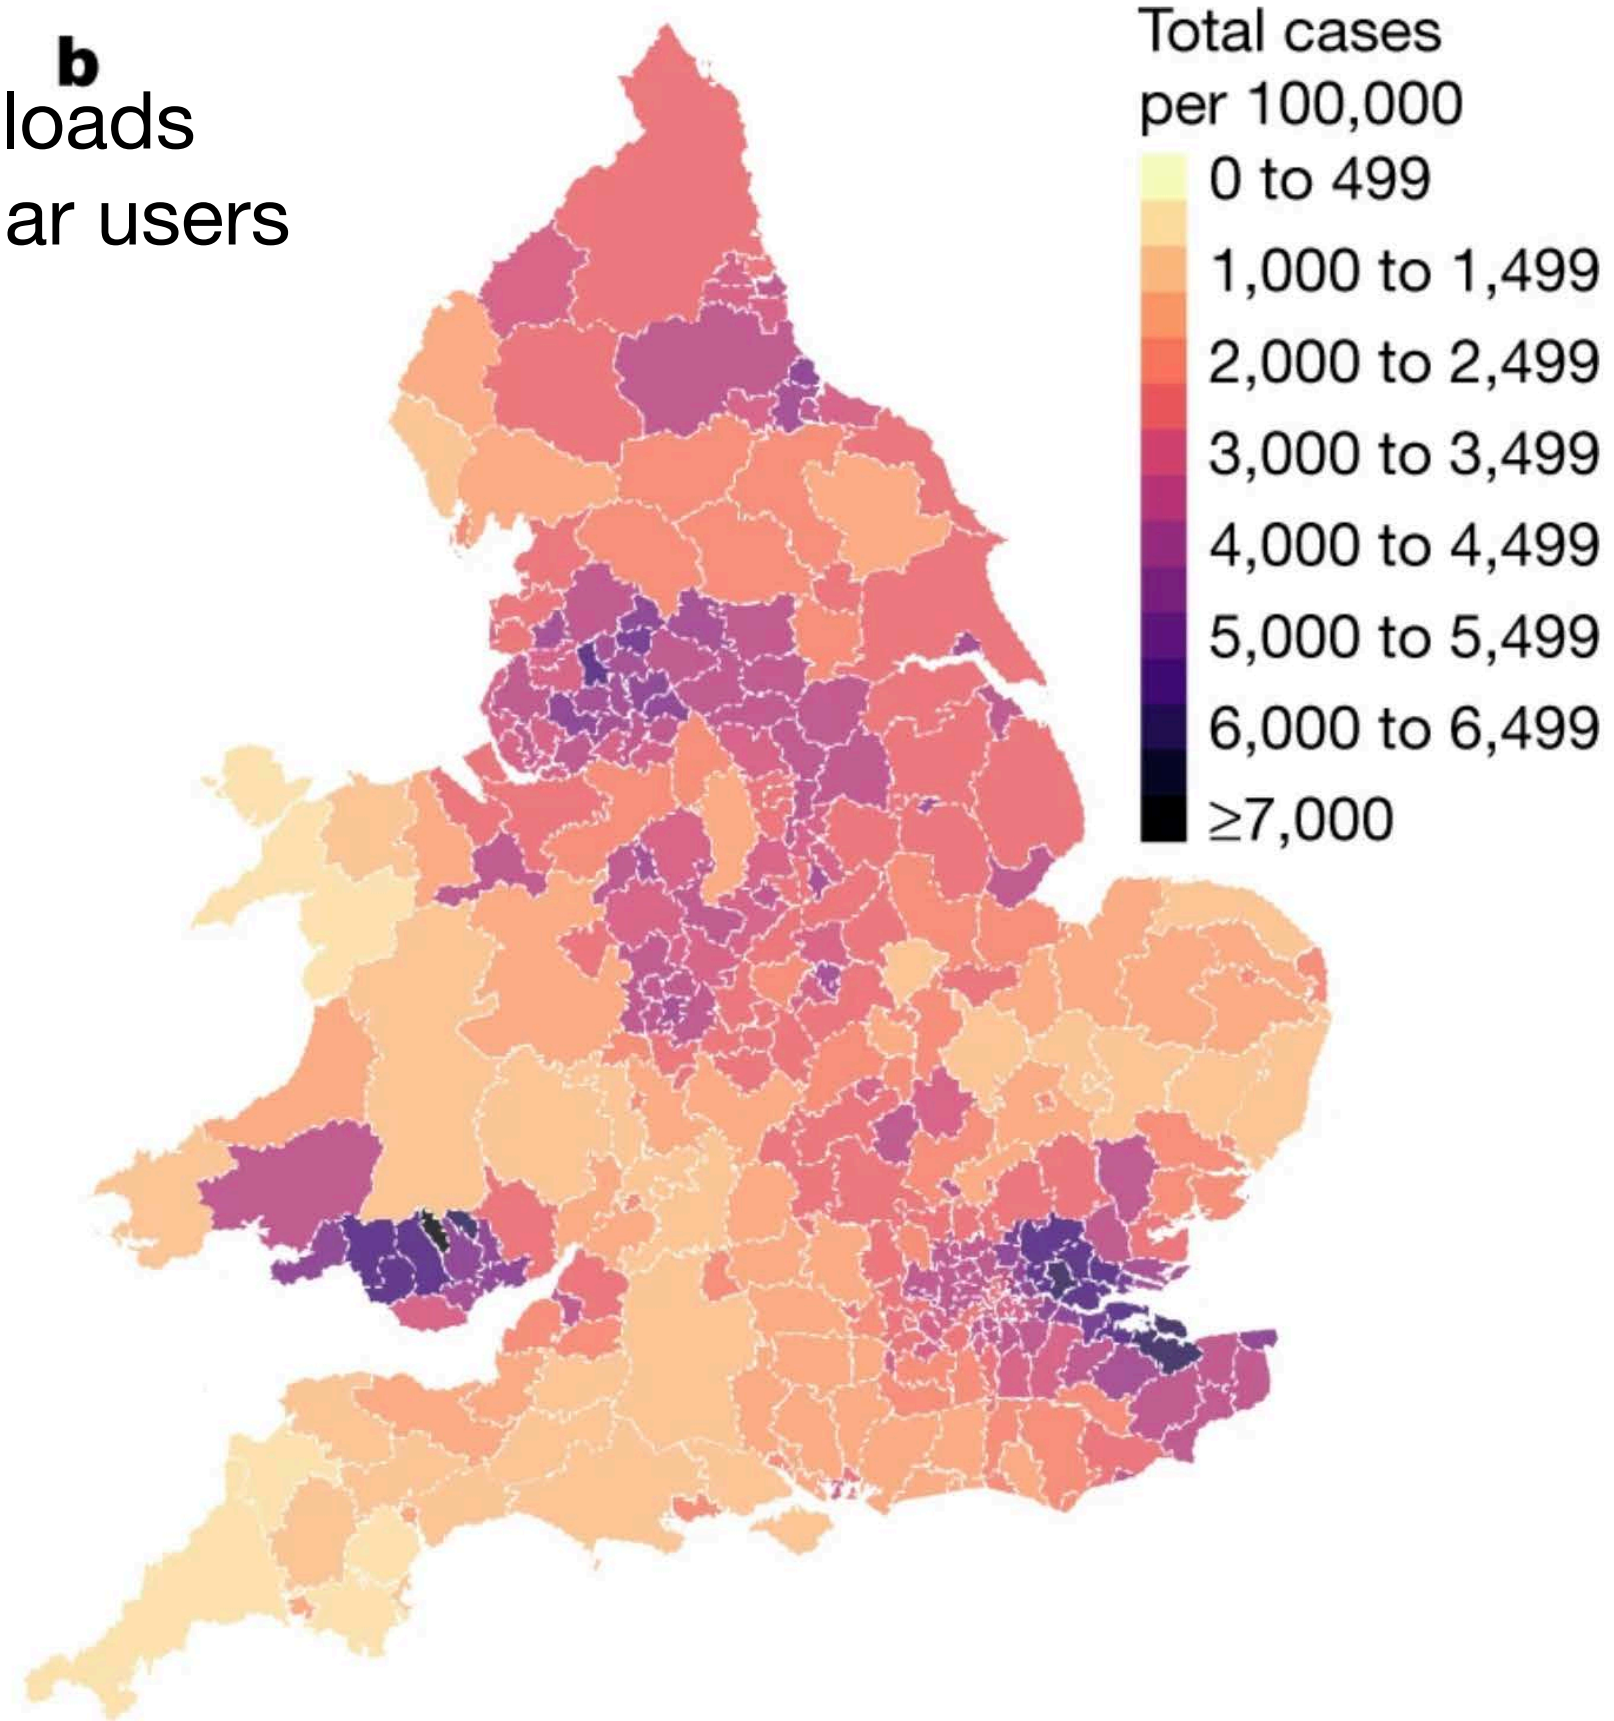 b
loads
ar users
Total cases
per 100,000
0 to 499
1,000 to 1,499
2,000 to 2,499
3,000 to 3,499
4,000 to 4,499
5,000 to 5,499
6,000 to 6,499
≥7,000